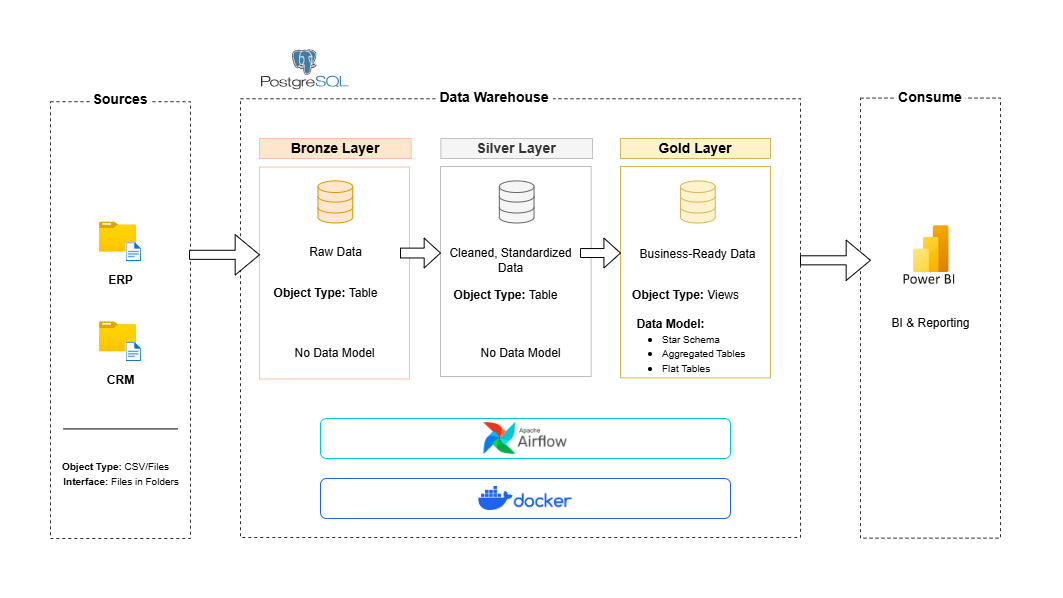 PostgreSQL
Sources
Data Warehouse
Consume
Bronze Layer
Silver Layer
Gold Layer
Raw Data
Cleaned, Standardized
Data
Business-Ready Data
Object Type: Table
Object Type: Table
Object Type: Views
No Data Model
No Data Model
Data Model:
Star Schema
Aggregated Tables
Flat Tables
ERP
CRM
Object Type: CSV/Files
Interface: Files in Folders
Power BI
BI & Reporting
Apache
Airflow
docker